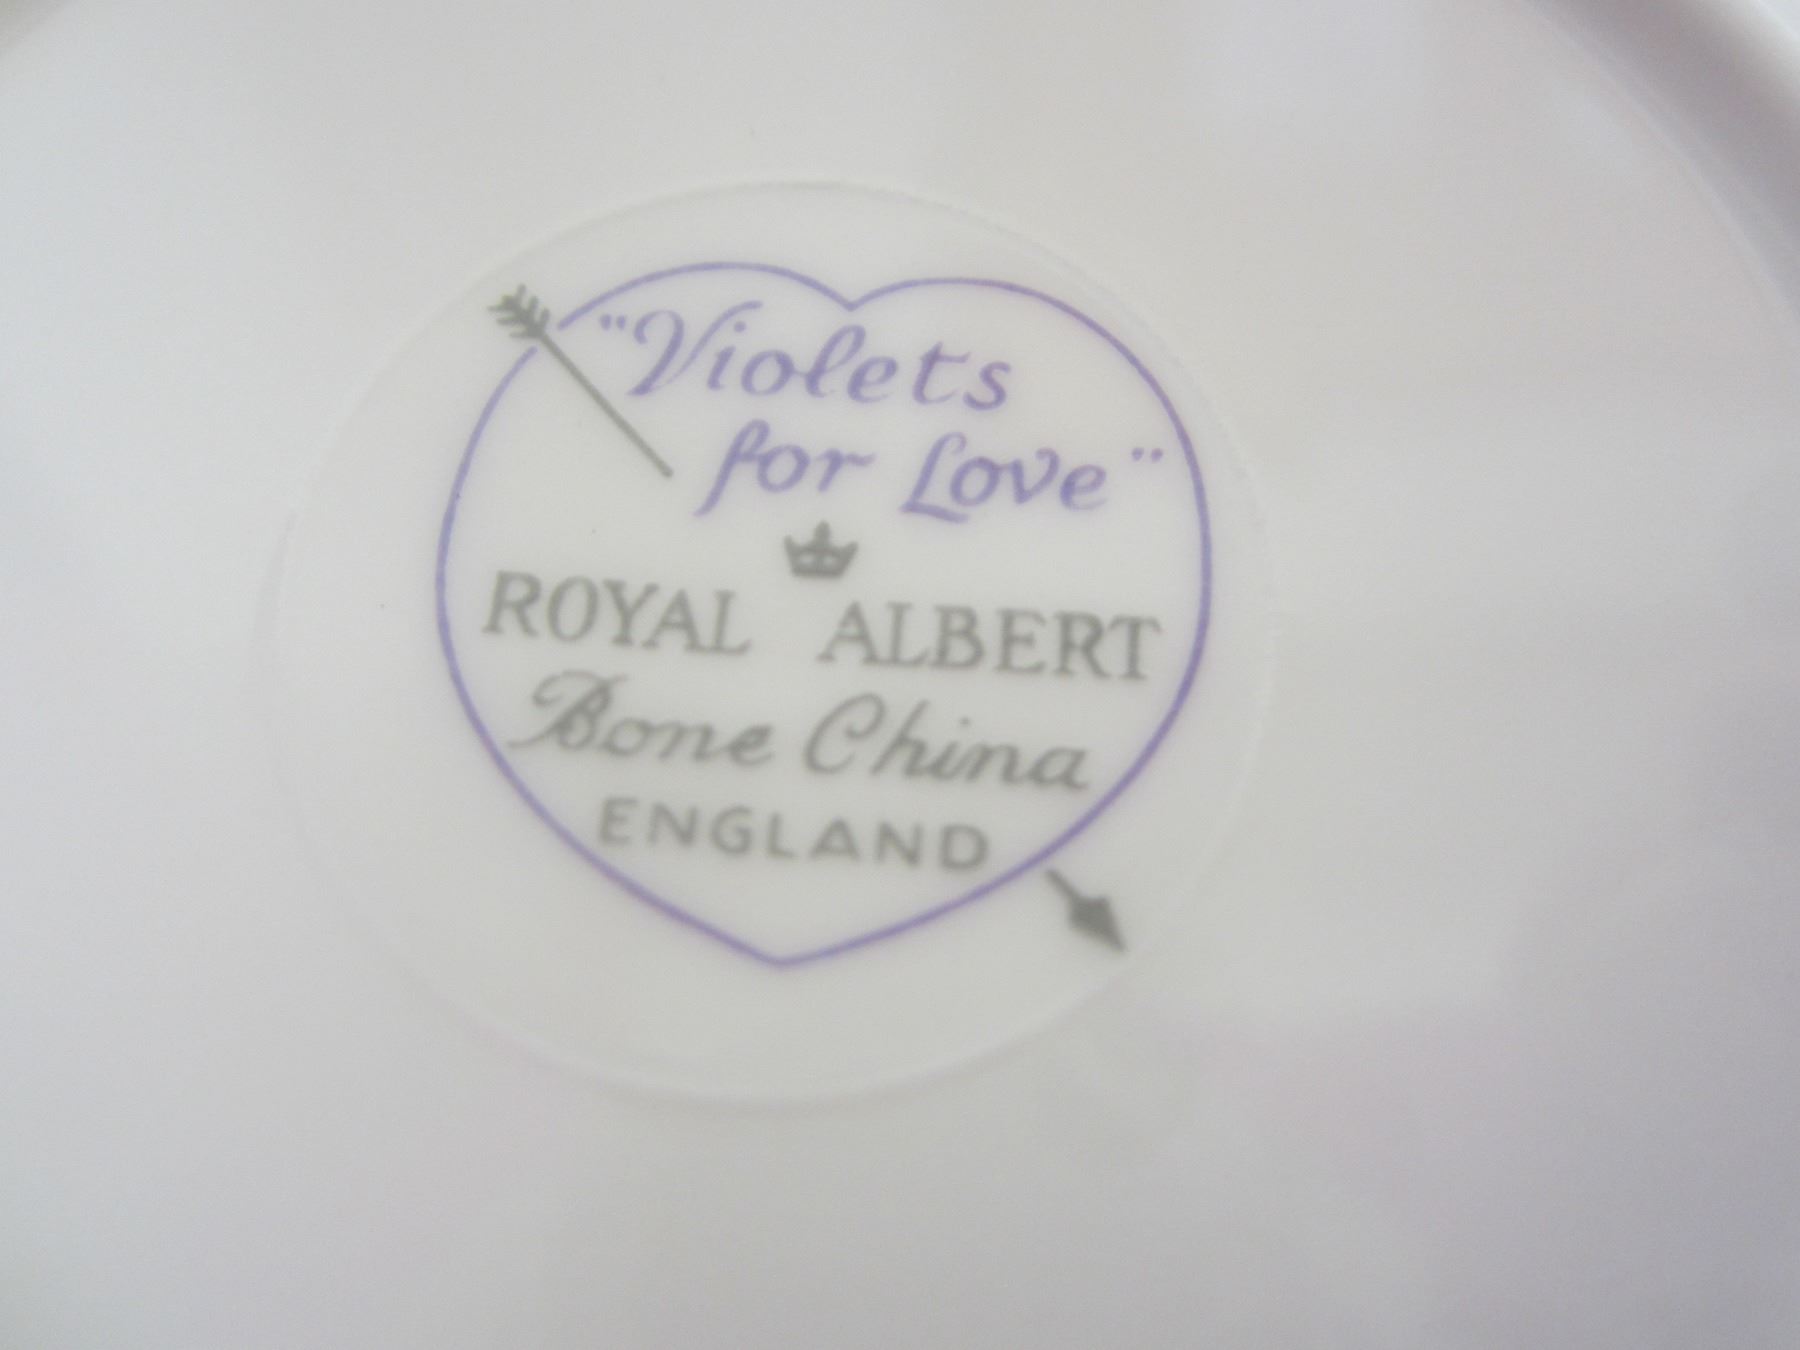 "Violets
for Love"
ROYAL ALBERT
Bone China
ENGLAND